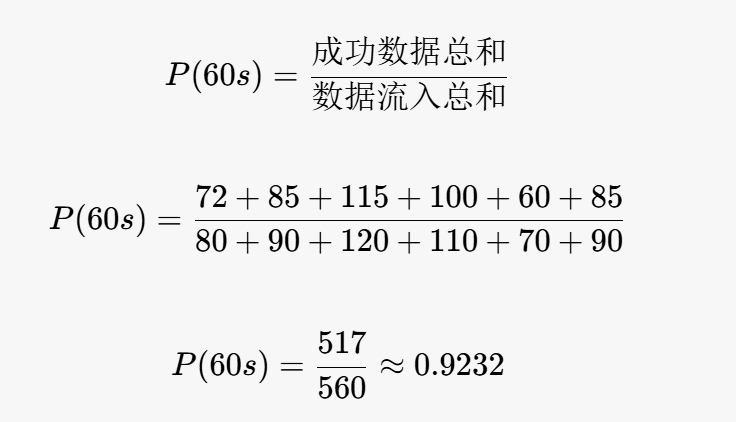 P(60s) = 成功数据总和 / 数据流入总和
P(60s) = 72 + 85 + 115 + 100 + 60 + 85 / 80 + 90 + 120 + 110 + 70 + 90
P(60s) = 517 / 560 ≈ 0.9232